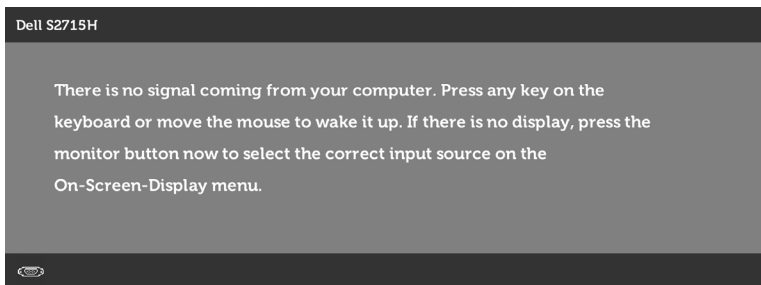 Dell S2715H
There is no signal coming from your computer. Press any key on the
keyboard or move the mouse to wake it up. If there is no display, press the
monitor button now to select the correct input source on the
On-Screen-Display menu.